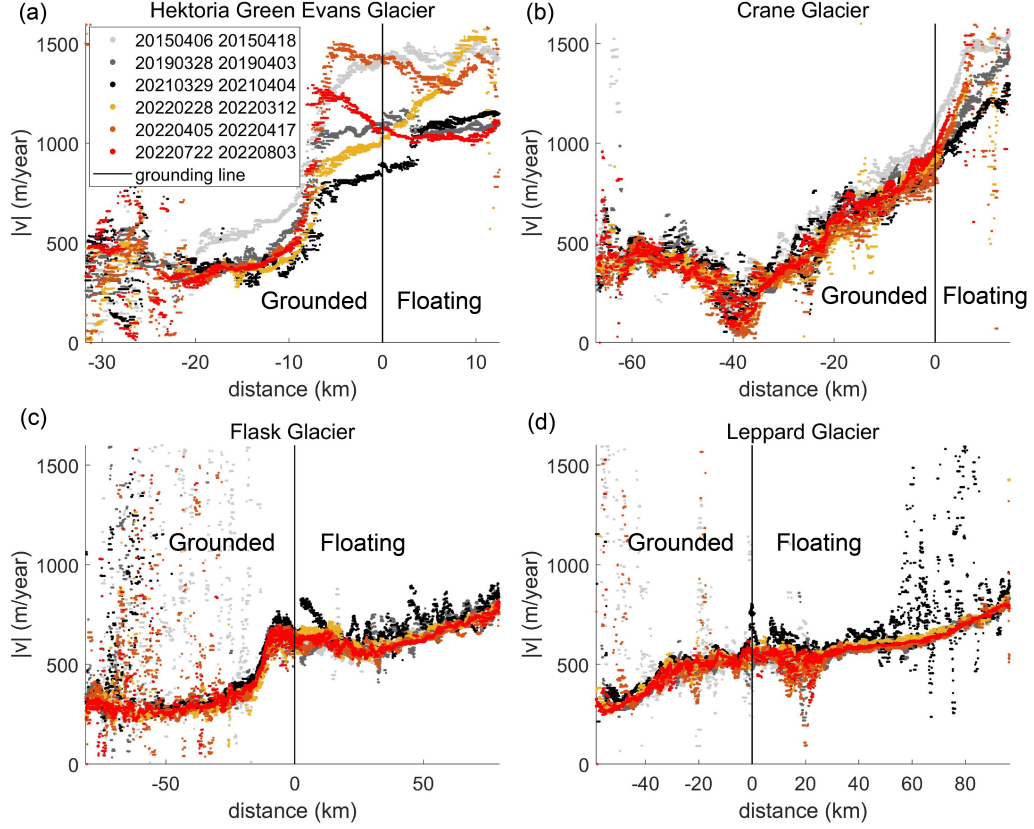 (a)
Hektoria Green Evans Glacier
1500
1000
500
0
|v| (m/year)
20150406 20150418
20190328 20190403
20210329 20210404
20220228 20220312
20220405 20220417
20220722 20220803
grounding line
Grounded
Floating
-30
-20
-10
0
10
distance (km)
(b)
Crane Glacier
1500
1000
500
0
|v| (m/year)
Grounded
Floating
-60
-40
-20
0
distance (km)
(c)
Flask Glacier
1500
1000
500
0
|v| (m/year)
Grounded
Floating
-50
0
50
distance (km)
(d)
Leppard Glacier
1500
1000
500
0
|v| (m/year)
Grounded
Floating
-40
-20
0
20
40
60
80
distance (km)